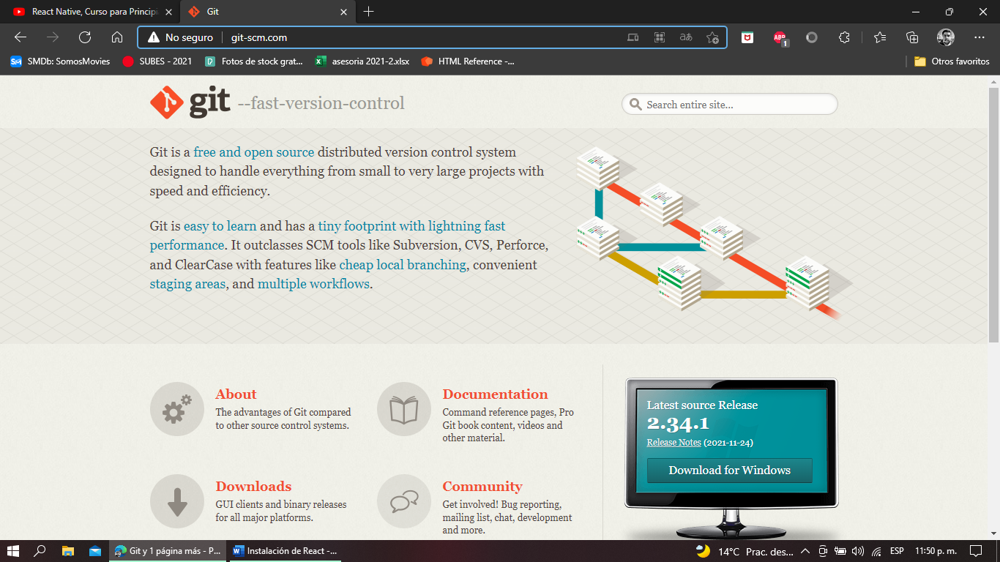 React Native, Curso para Princip
Git
No seguro
git-scm.com
ABP
1
SM
SMDb: SomosMovies
SUBES - 2021
Fotos de stock grat...
asesoria 2021-2.xlsx
HTML Reference -...
Otros favoritos
git --fast-version-control
Search entire site...
Git is a free and open source distributed version control system
designed to handle everything from small to very large projects with
speed and efficiency.
Git is easy to learn and has a tiny footprint with lightning fast
performance. It outclasses SCM tools like Subversion, CVS, Perforce,
and ClearCase with features like cheap local branching, convenient
staging areas, and multiple workflows.
About
The advantages of Git compared
to other source control systems.
Documentation
Command reference pages, Pro
Git book content, videos and
other material.
Downloads
GUI clients and binary releases
for all major platforms.
Community
Get involved! Bug reporting,
mailing list, chat, development
and more.
Latest source Release
2.34.1
Release Notes (2021-11-24)
Download for Windows
Git y 1 página más - P...
Instalación de React -...
14°C Prac. des...
ESP
11:50 p. m.